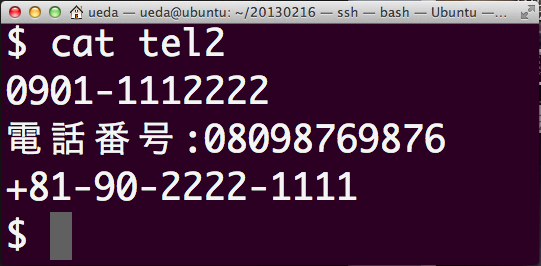 ueda — ueda@ubuntu: ~/20130216 — ssh — bash — Ubuntu —...
$ cat tel2
0901-1112222
電話番号:08098769876
+81-90-2222-1111
$